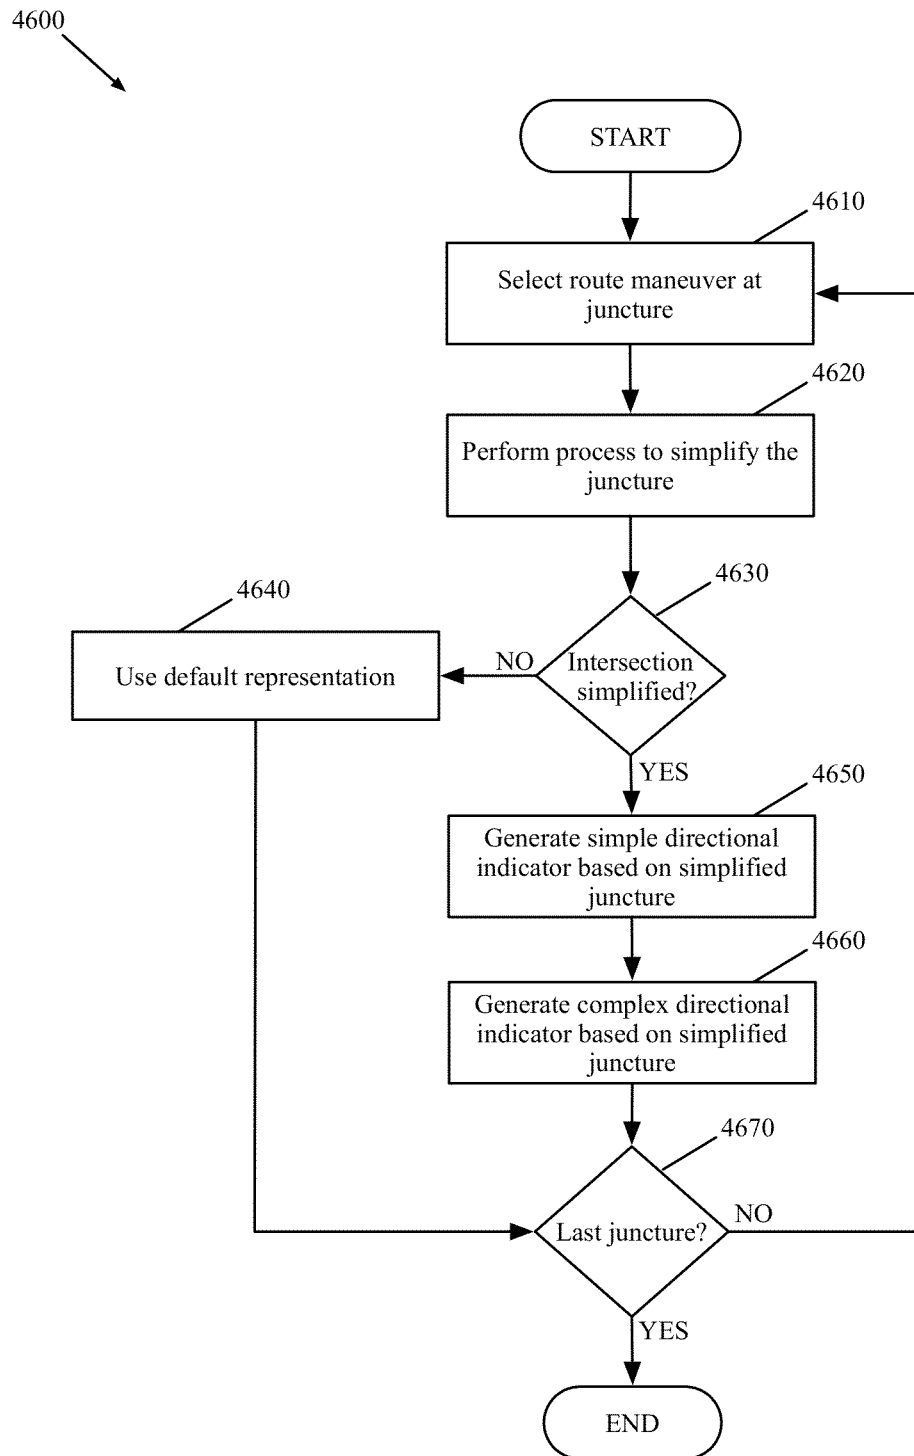 4600
START
4610
Select route maneuver at
juncture
4620
Perform process to simplify the
juncture
4630
4640
Intersection
simplified?
NO
Use default representation
YES
4650
Generate simple directional
indicator based on simplified
juncture
4660
Generate complex directional
indicator based on simplified
juncture
4670
Last juncture?
NO
YES
END